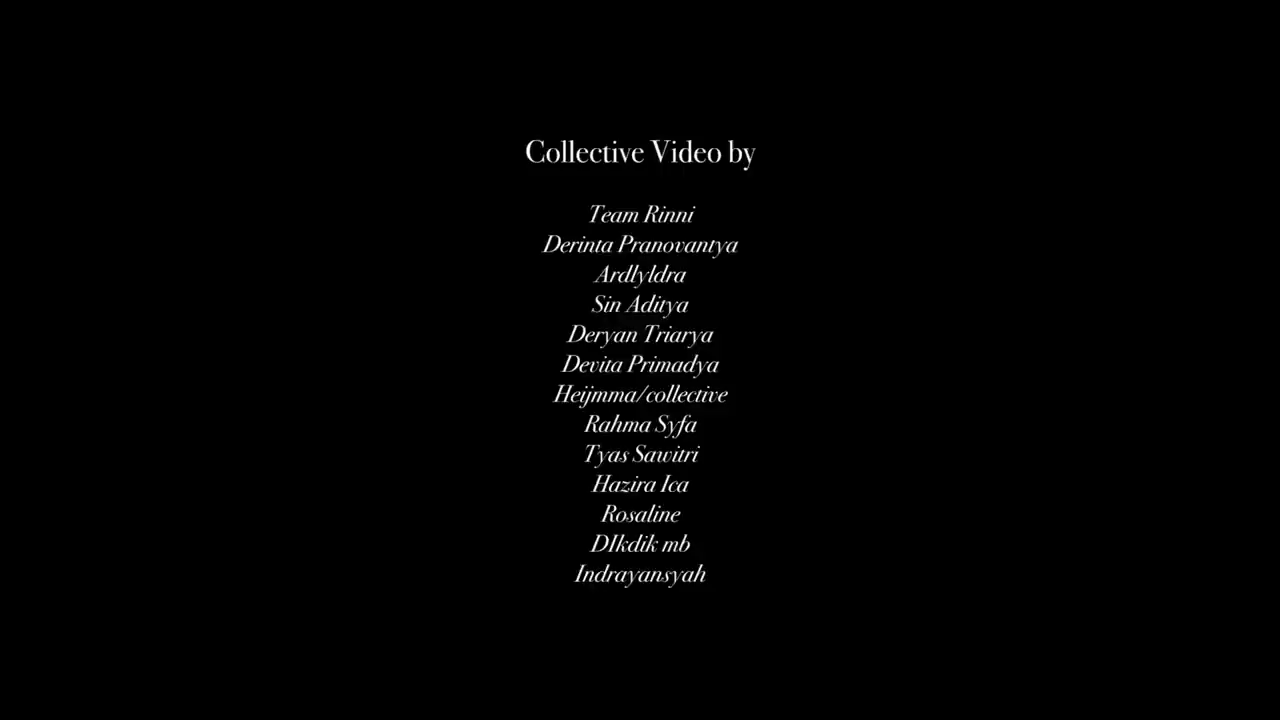 Collective Video by
Team Rinni
Derinta Pranovantya
Ardlyldra
Sin Aditya
Deryan Triarya
Devita Primadya
Heijmma/collective
Rahma Syfa
Tyas Sawitri
Hazira Ica
Rosaline
DIkdik mb
Indrayansyah